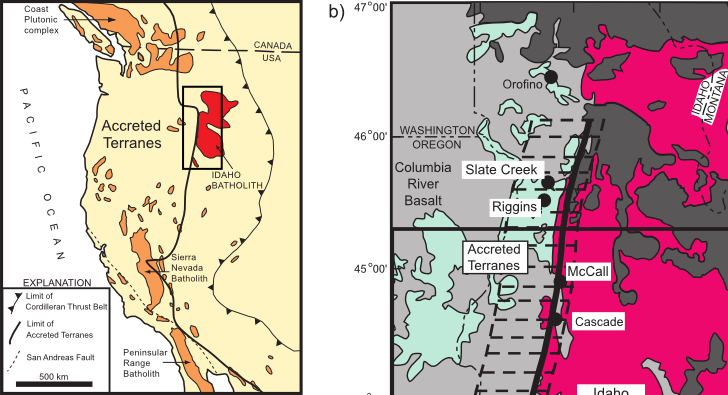 Coast
Plutonic
complex
CANADA
USA
PACIFIC OCEAN
Accreted
Terranes
IDAHO
BATHOLITH
Sierra
Nevada
Batholith
EXPLANATION
Limit of
Cordilleran Thrust Belt
Limit of
Accreted Terranes
San Andreas Fault
500 km
Peninsular
Range
Batholith
b)
47°00'
Orofino
IDAHO
MONTANA
46°00'
WASHINGTON
OREGON
Columbia
River
Basalt
Slate Creek
Riggins
Accreted
Terranes
45°00'
McCall
Cascade
Idaho